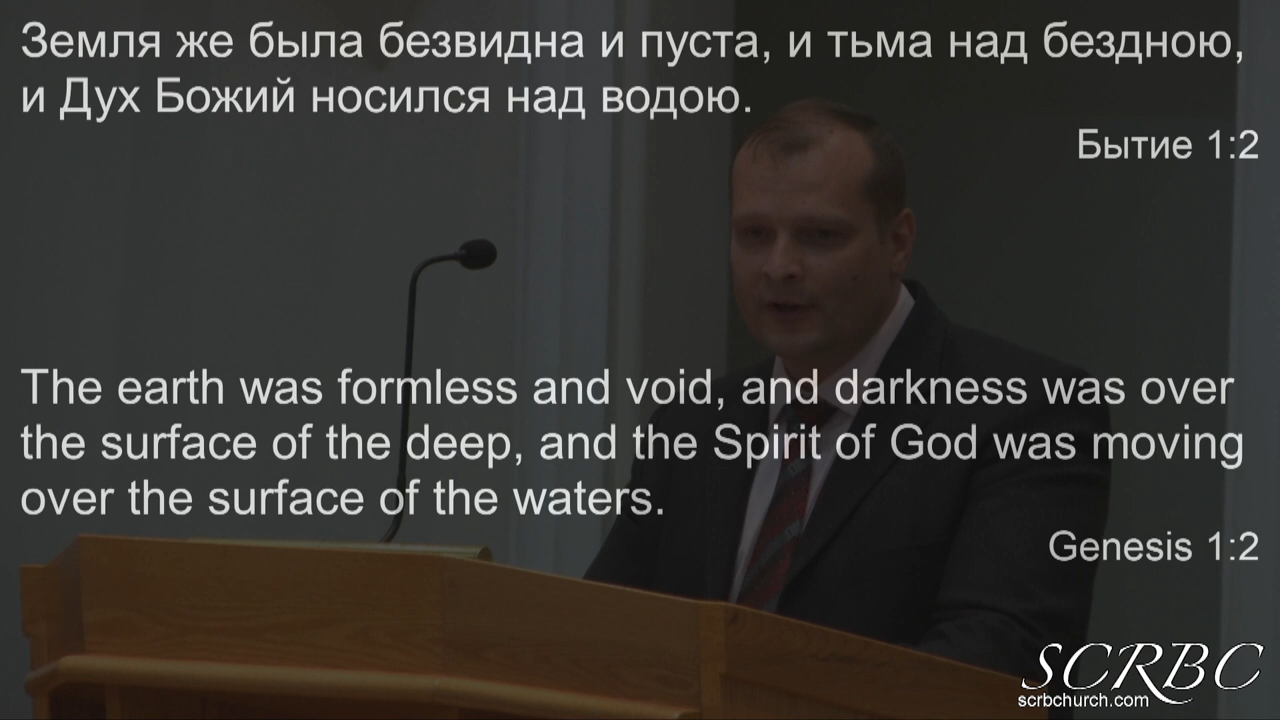 Земля же была безвидна и пуста, и тьма над бездною,
и Дух Божий носился над водою.
Бытие 1:2
The earth was formless and void, and darkness was over
the surface of the deep, and the Spirit of God was moving
over the surface of the waters.
Genesis 1:2
SCRBC
scrbchurch.com